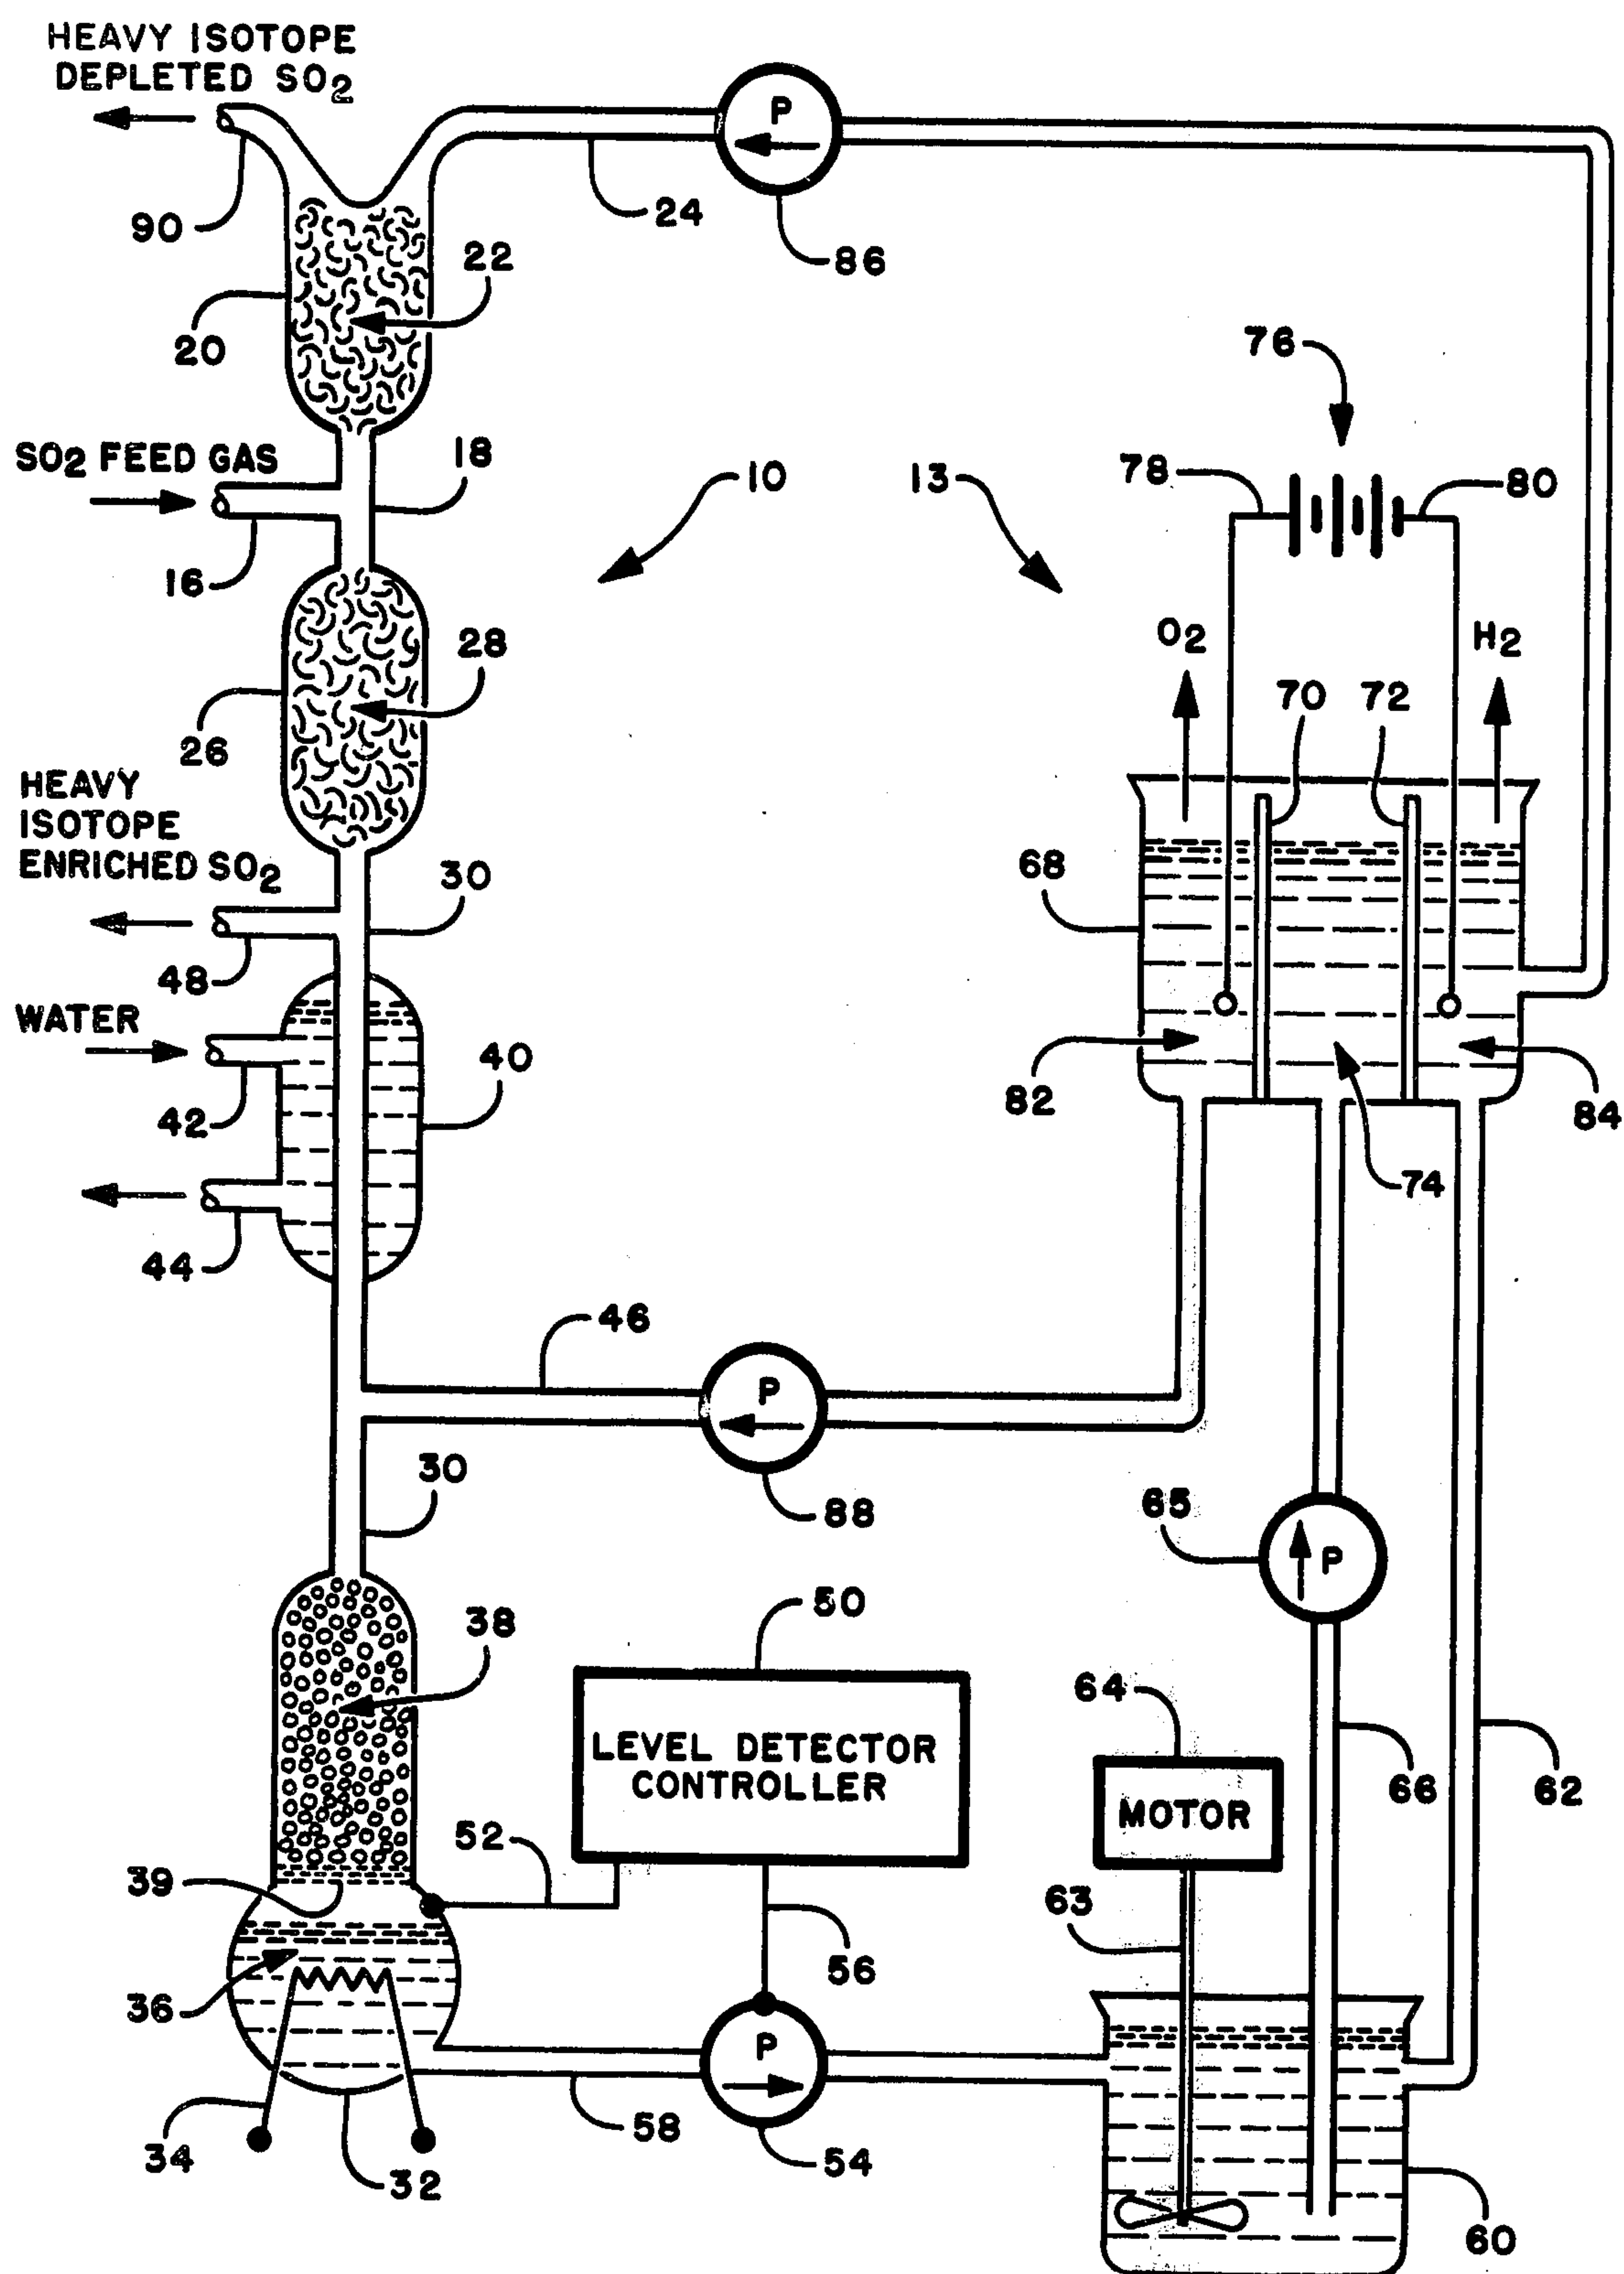 HEAVY ISOTOPE
DEPLETED SO2
P
90
24
86
22
20
76
SO2 FEED GAS
18
10
13
78
80
16
O2
H2
28
70
72
26
HEAVY
ISOTOPE
ENRICHED SO2
30
68
48
WATER
40
42
82
84
74
44
46
P
30
88
65
P
50
38
64
LEVEL DETECTOR
CONTROLLER
66
62
MOTOR
52
39
63
56
36
P
34
58
54
32
60